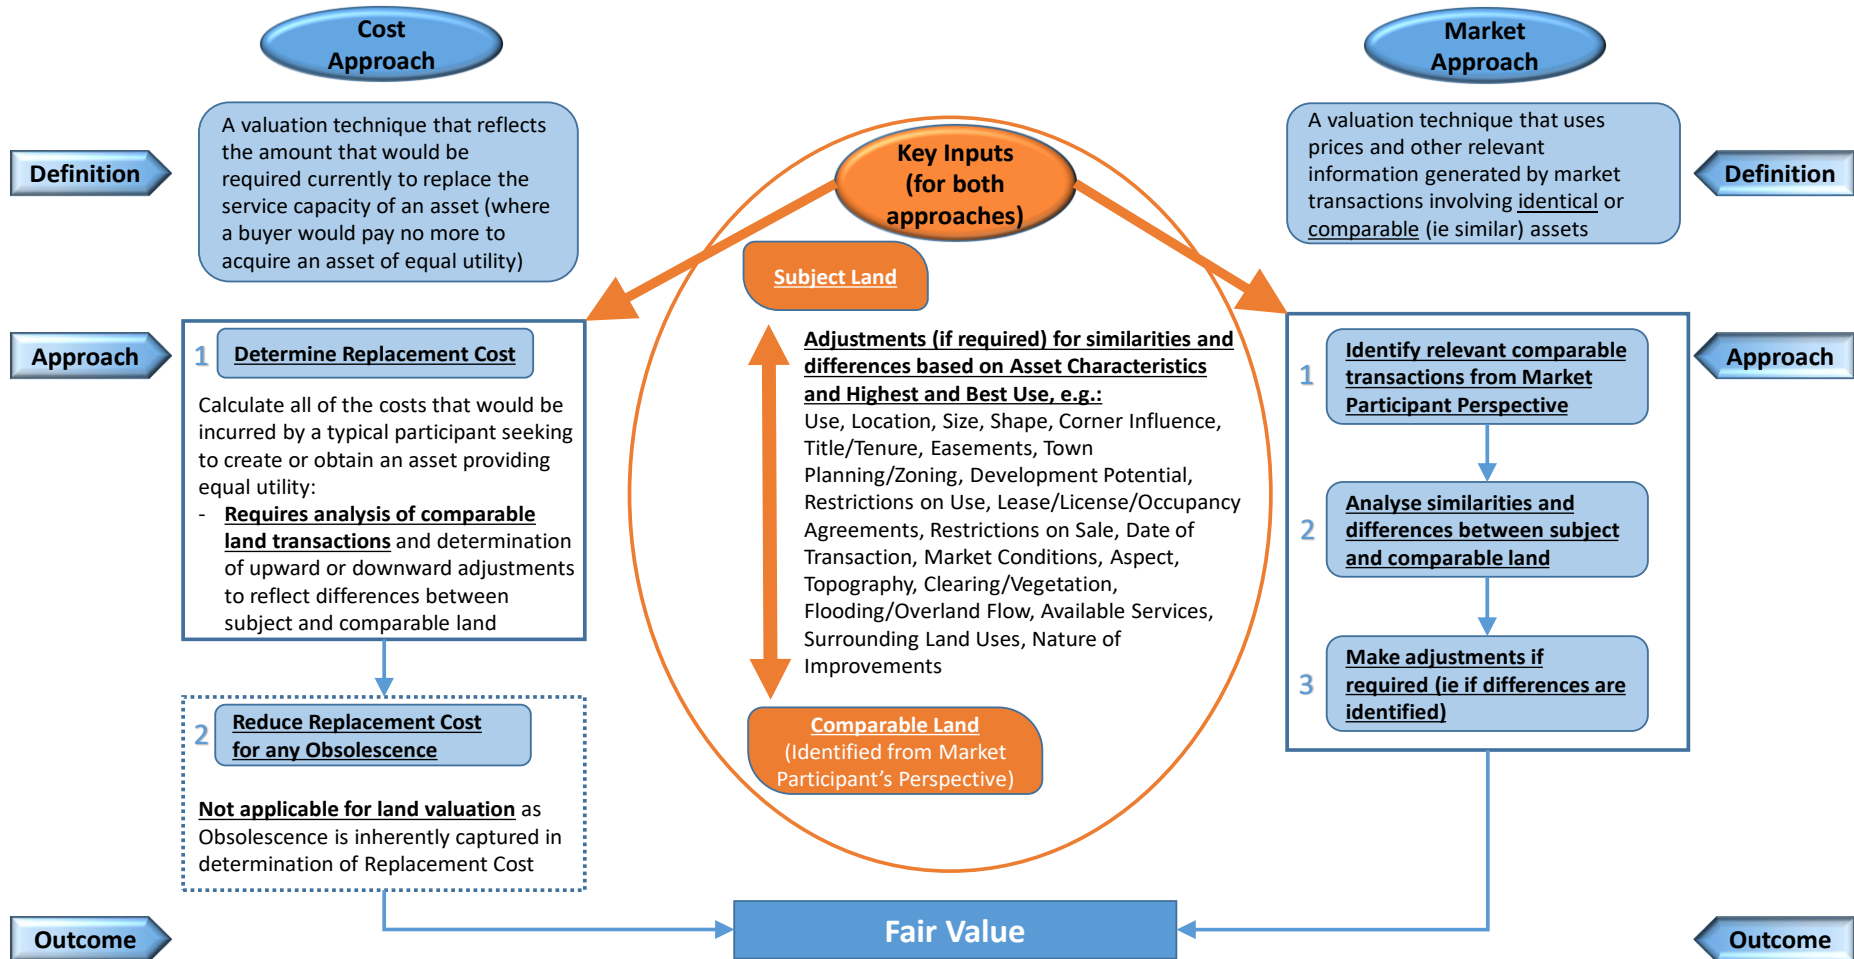 Cost
Approach
Market
Approach
Definition
A valuation technique that reflects
the amount that would be
required currently to replace the
service capacity of an asset (where
a buyer would pay no more to
acquire an asset of equal utility)
Key Inputs
(for both
approaches)
A valuation technique that uses
prices and other relevant
information generated by market
transactions involving identical or
comparable (ie similar) assets
Definition
Approach
1
Determine Replacement Cost
Calculate all of the costs that would be
incurred by a typical participant seeking
to create or obtain an asset providing
equal utility:
- Requires analysis of comparable
land transactions and determination
of upward or downward adjustments
to reflect differences between
subject and comparable land
2
Reduce Replacement Cost
for any Obsolescence
Not applicable for land valuation as
Obsolescence is inherently captured in
determination of Replacement Cost
Subject Land
Adjustments (if required) for similarities and
differences based on Asset Characteristics
and Highest and Best Use, e.g.:
Use, Location, Size, Shape, Corner Influence,
Title/Tenure, Easements, Town
Planning/Zoning, Development Potential,
Restrictions on Use, Lease/License/Occupancy
Agreements, Restrictions on Sale, Date of
Transaction, Market Conditions, Aspect,
Topography, Clearing/Vegetation,
Flooding/Overland Flow, Available Services,
Surrounding Land Uses, Nature of
Improvements
Comparable Land
(Identified from Market
Participant’s Perspective)
Approach
1
Identify relevant comparable
transactions from Market
Participant Perspective
2
Analyse similarities and
differences between subject
and comparable land
3
Make adjustments if
required (ie if differences are
identified)
Outcome
Fair Value
Outcome